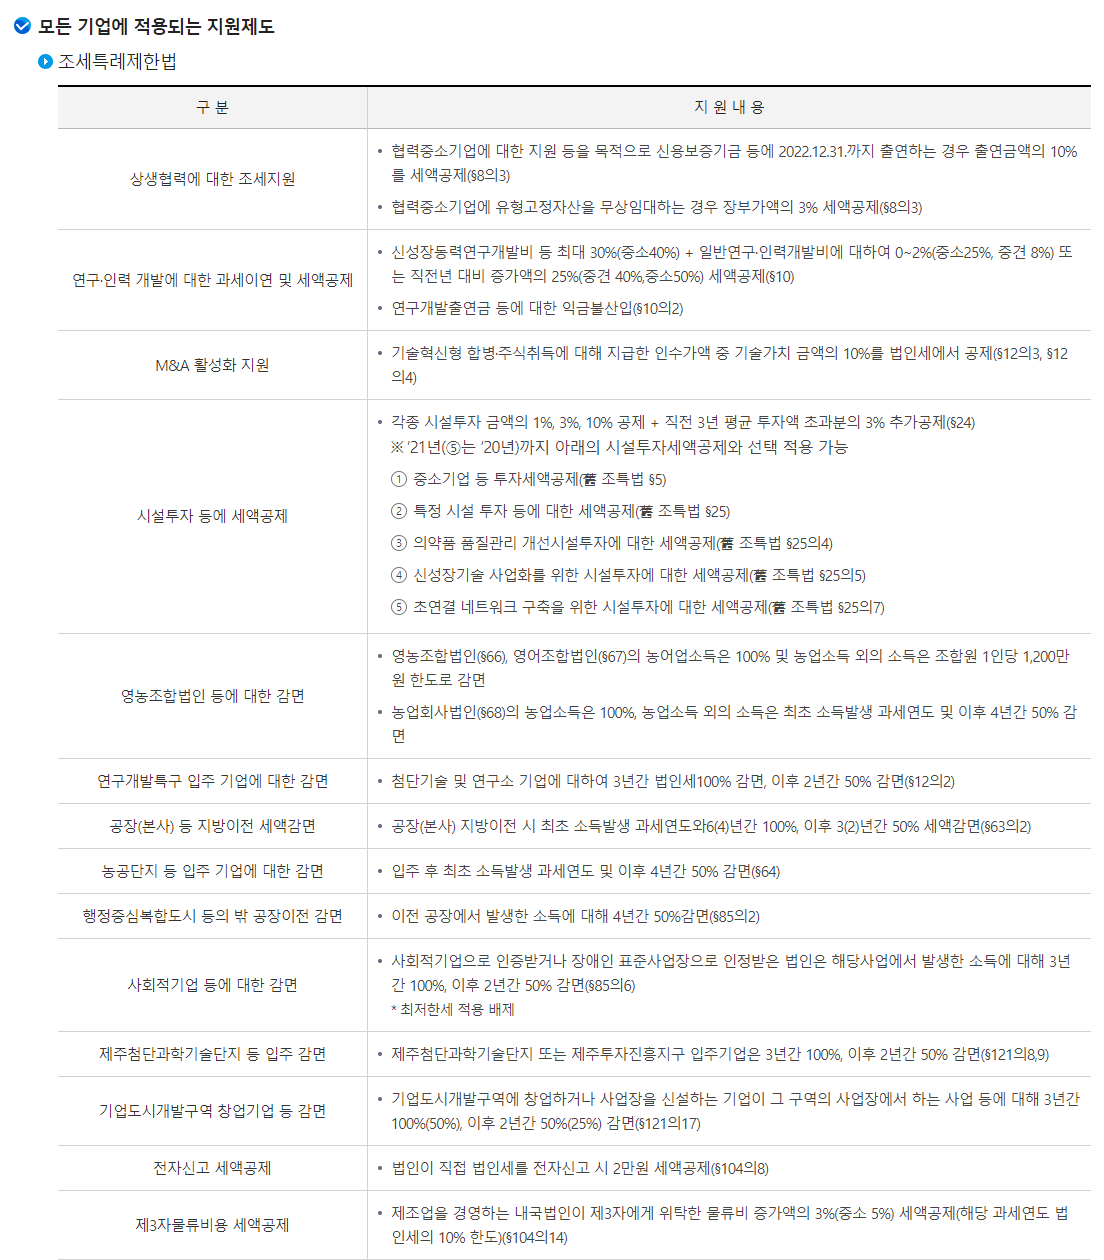 모든 기업에 적용되는 지원제도
조세특례제한법
구 분
지 원 내 용
상생협력에 대한 조세지원
• 협력중소기업에 대한 지원 등을 목적으로 신용보증기금 등에 2022.12.31.까지 출연하는 경우 출연금액의 10%
를 세액공제(§8의3)
• 협력중소기업에 유형고정자산을 무상임대하는 경우 장부가액의 3% 세액공제(§8의3)
연구·인력 개발에 대한 과세이연 및 세액공제
• 신성장동력연구개발비 등 최대 30%(중소40%) + 일반연구·인력개발비에 대하여 0~2%(중소25%, 중견 8%) 또
는 직전년 대비 증가액의 25%(중견 40%,중소50%) 세액공제(§10)
• 연구개발출연금 등에 대한 익금불산입(§10의2)
M&A 활성화 지원
• 기술혁신형 합병·주식취득에 대해 지급한 인수가액 중 기술가치 금액의 10%를 법인세에서 공제(§12의3, §12
의4)
시설투자 등에 세액공제
• 각종 시설투자 금액의 1%, 3%, 10% 공제 + 직전 3년 평균 투자액 초과분의 3% 추가공제(§24)
※ ’21년(⑤는 ’20년)까지 아래의 시설투자세액공제와 선택 적용 가능
① 중소기업 등 투자세액공제(舊 조특법 §5)
② 특정 시설 투자 등에 대한 세액공제(舊 조특법 §25)
③ 의약품 품질관리 개선시설투자에 대한 세액공제(舊 조특법 §25의4)
④ 신성장기술 사업화를 위한 시설투자에 대한 세액공제(舊 조특법 §25의5)
⑤ 초연결 네트워크 구축을 위한 시설투자에 대한 세액공제(舊 조특법 §25의7)
영농조합법인 등에 대한 감면
• 영농조합법인(§66), 영어조합법인(§67)의 농어업소득은 100% 및 농업소득 외의 소득은 조합원 1인당 1,200만
원 한도로 감면
• 농업회사법인(§68)의 농업소득은 100%, 농업소득 외의 소득은 최초 소득발생 과세연도 및 이후 4년간 50% 감
면
연구개발특구 입주 기업에 대한 감면
• 첨단기술 및 연구소 기업에 대하여 3년간 법인세100% 감면, 이후 2년간 50% 감면(§12의2)
공장(본사) 등 지방이전 세액감면
• 공장(본사) 지방이전 시 최초 소득발생 과세연도와6(4)년간 100%, 이후 3(2)년간 50% 세액감면(§63의2)
농공단지 등 입주 기업에 대한 감면
• 입주 후 최초 소득발생 과세연도 및 이후 4년간 50% 감면(§64)
행정중심복합도시 등의 밖 공장이전 감면
• 이전 공장에서 발생한 소득에 대해 4년간 50%감면(§85의2)
사회적기업 등에 대한 감면
• 사회적기업으로 인증받거나 장애인 표준사업장으로 인정받은 법인은 해당사업에서 발생한 소득에 대해 3년
간 100%, 이후 2년간 50% 감면(§85의6)
* 최저한세 적용 배제
제주첨단과학기술단지 등 입주 감면
• 제주첨단과학기술단지 또는 제주투자진흥지구 입주기업은 3년간 100%, 이후 2년간 50% 감면(§121의8,9)
기업도시개발구역 창업기업 등 감면
• 기업도시개발구역에 창업하거나 사업장을 신설하는 기업이 그 구역의 사업장에서 하는 사업 등에 대해 3년간
100%(50%), 이후 2년간 50%(25%) 감면(§121의17)
전자신고 세액공제
• 법인이 직접 법인세를 전자신고 시 2만원 세액공제(§104의8)
제3자물류비용 세액공제
• 제조업을 경영하는 내국법인이 제3자에게 위탁한 물류비 증가액의 3%(중소 5%) 세액공제(해당 과세연도 법
인세의 10% 한도)(§104의14)